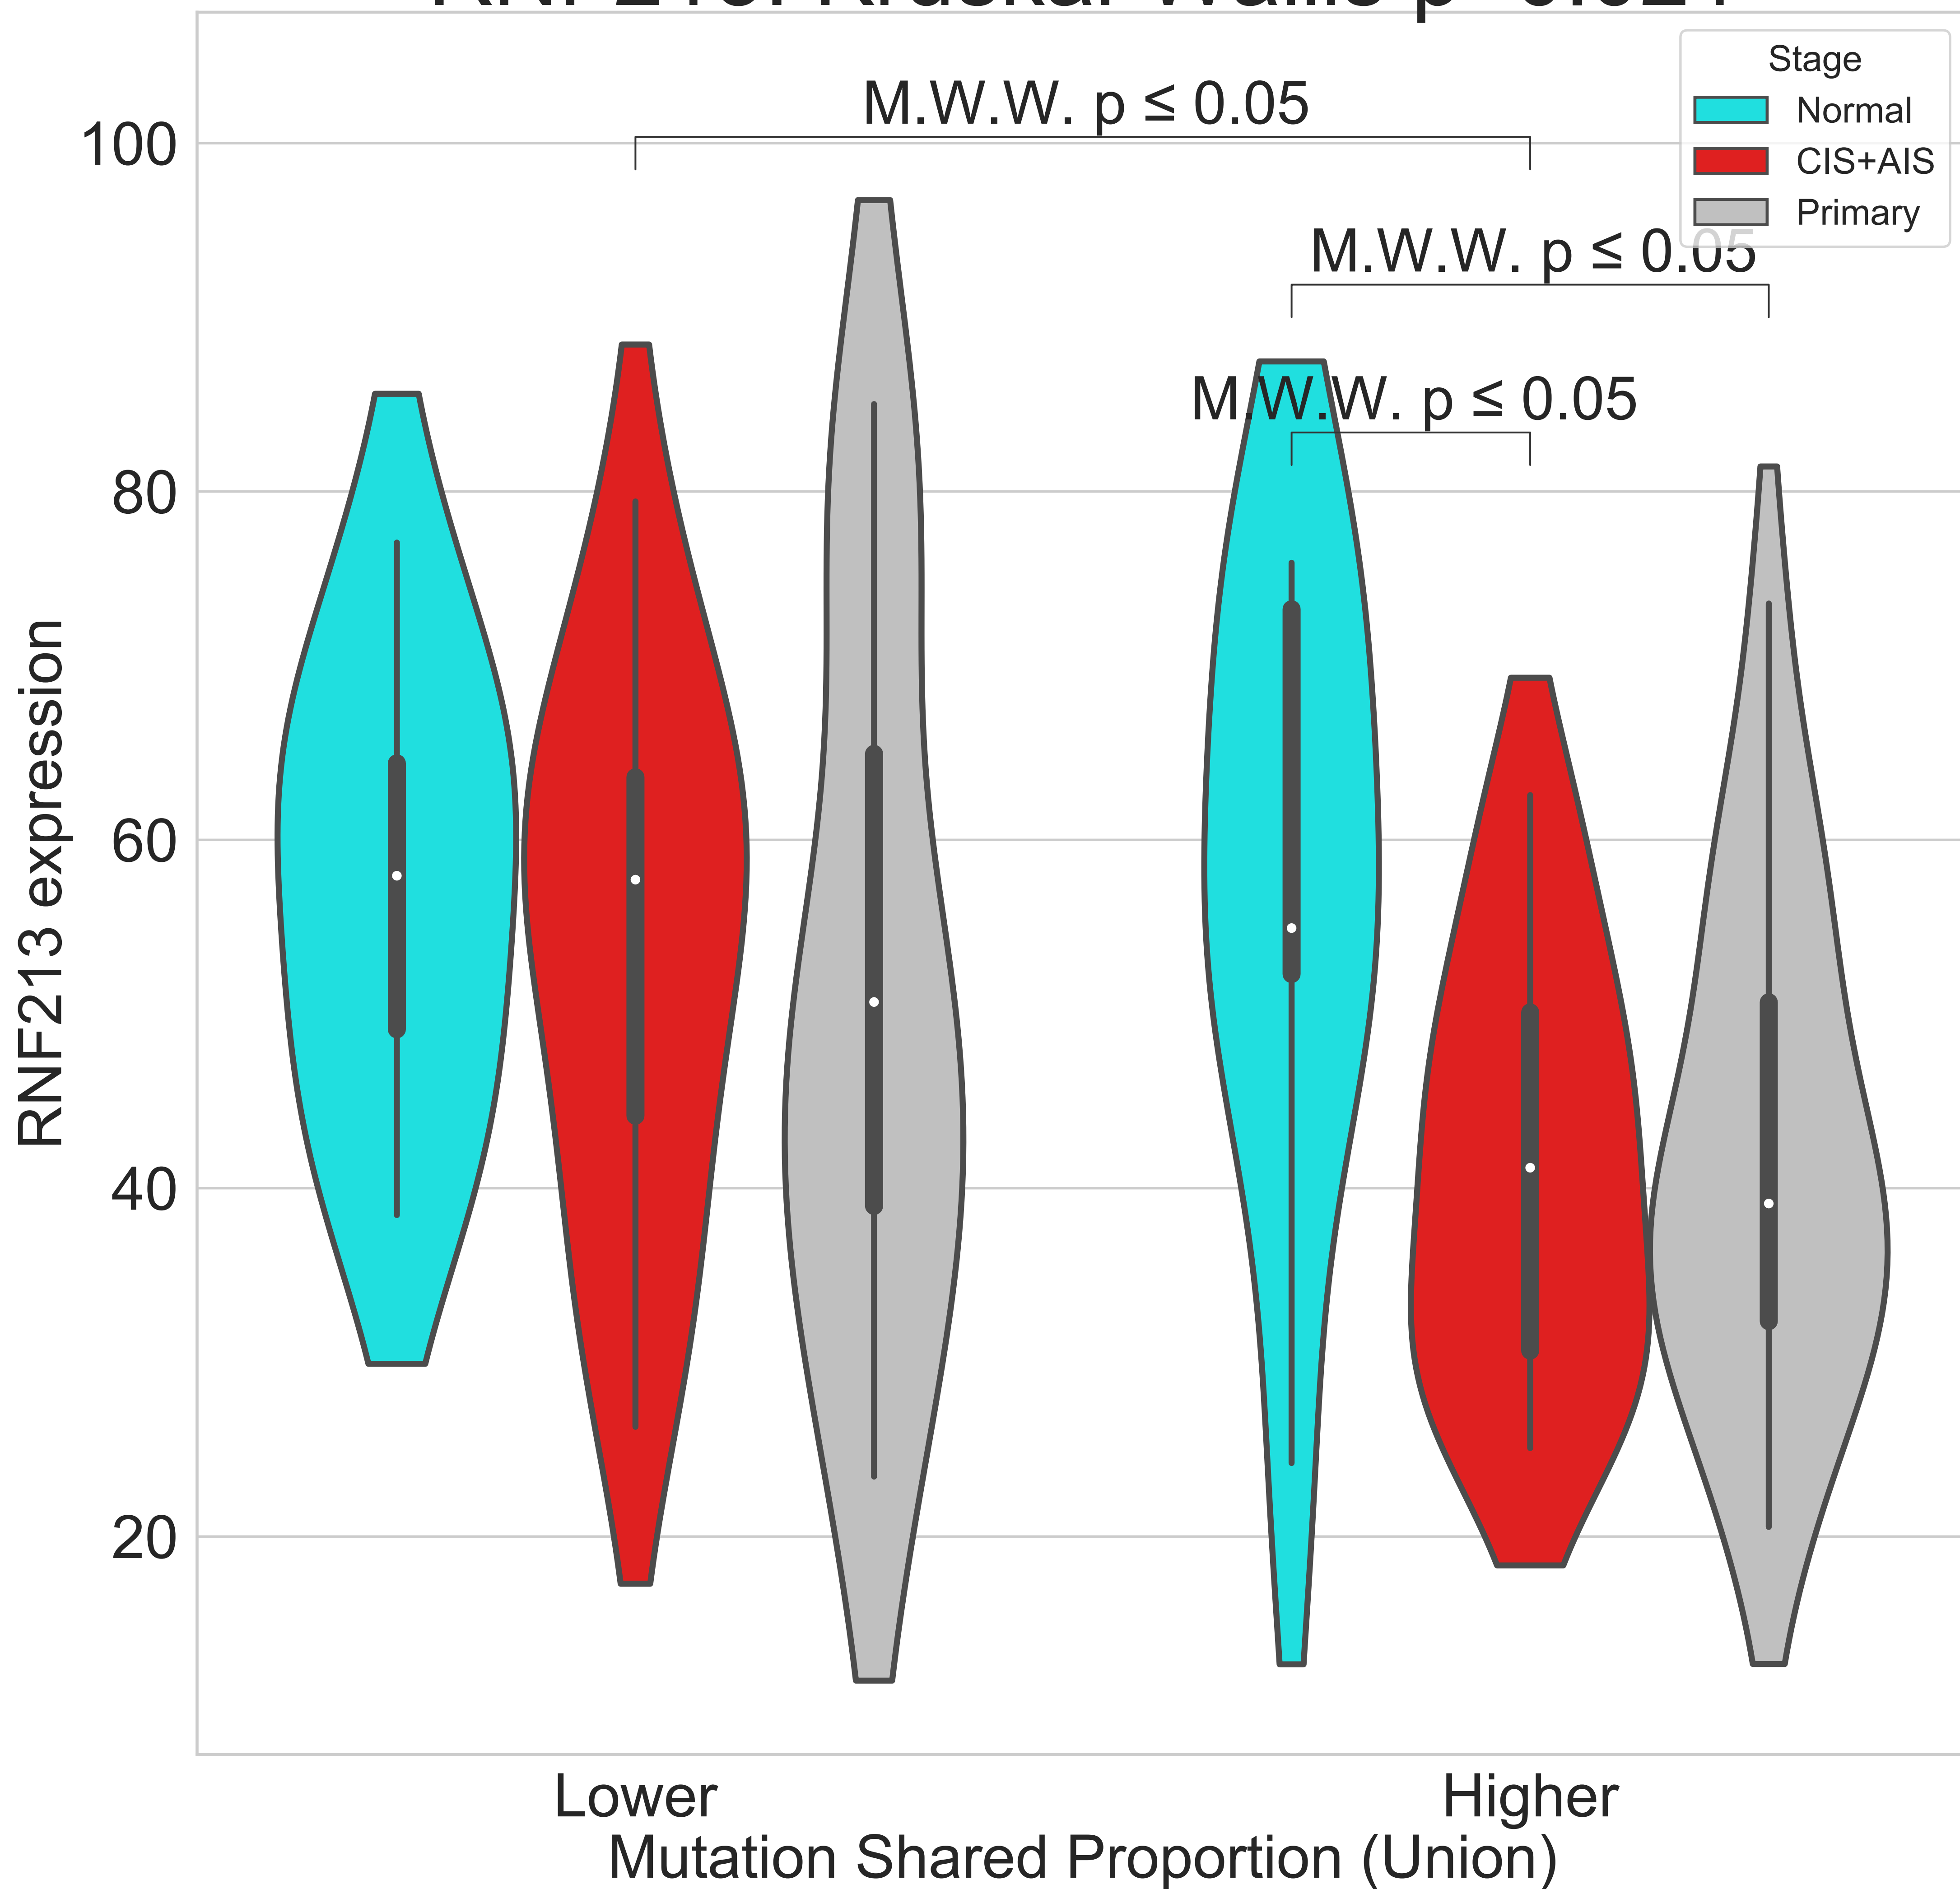 M.W.W. p ≤ 0.05
Stage
Normal
CIS+AIS
Primary
M.W.W. p ≤ 0.05
M.W.W. p ≤ 0.05
100
80
60
40
20
RNF213 expression
Lower
Higher
Mutation Shared Proportion (Union)